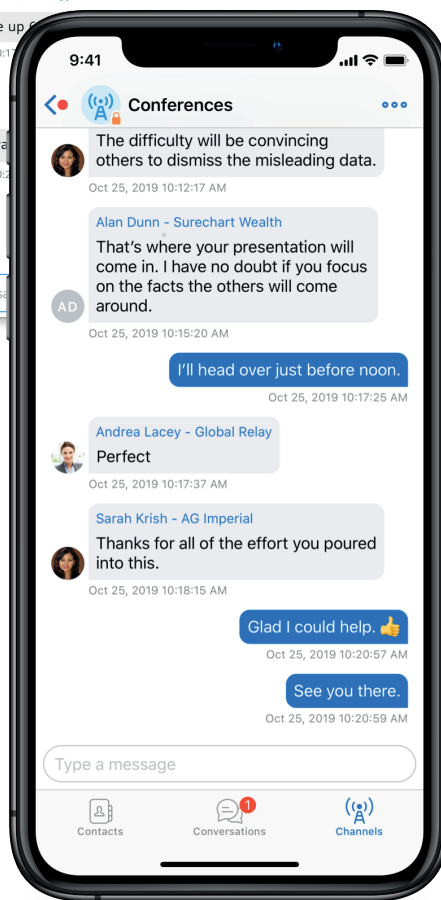 e up
9:41
Conferences
The difficulty will be convincing
others to dismiss the misleading data.
Oct 25, 2019 10:12:17 AM
Alan Dunn - Surechart Wealth
That's where your presentation will
come in. I have no doubt if you focus
on the facts the others will come
around.
AD
Oct 25, 2019 10:15:20 AM
I'll head over just before noon.
Oct 25, 2019 10:17:25 AM
Andrea Lacey - Global Relay
Perfect
Oct 25, 2019 10:17:37 AM
Sarah Krish - AG Imperial
Thanks for all of the effort you poured
into this.
Oct 25, 2019 10:18:15 AM
Glad I could help. 👍
Oct 25, 2019 10:20:57 AM
See you there.
Oct 25, 2019 10:20:59 AM
Type a message
1
Contacts
Conversations
Channels